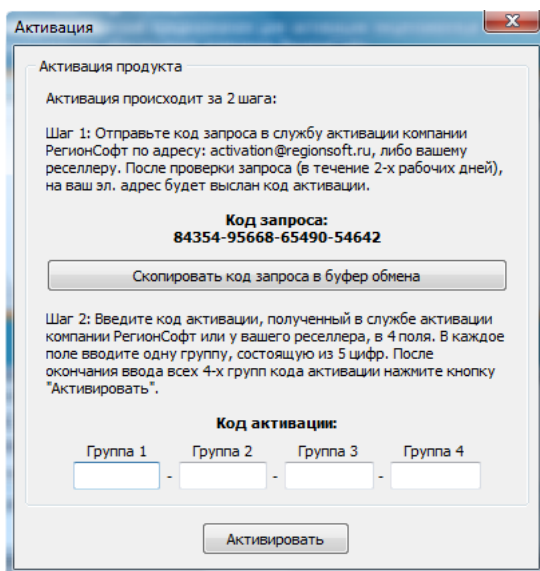 Активация
Активация продукта
Активация происходит за 2 шага:
Шаг 1: Отправьте код запроса в службу активации компании
РегионСофт по адресу: activation@regionsoft.ru, либо вашему
реселлеру. После проверки запроса (в течение 2-х рабочих дней),
на ваш эл. адрес будет выслан код активации.
Код запроса:
84354-95668-65490-54642
Скопировать код запроса в буфер обмена
Шаг 2: Введите код активации, полученный в службе активации
компании РегионСофт или у вашего реселлера, в 4 поля. В каждое
поле вводите одну группу, состоящую из 5 цифр. После
окончания ввода всех 4-х групп кода активации нажмите кнопку
"Активировать".
Код активации:
Группа 1 Группа 2 Группа 3 Группа 4
- - -
Активировать